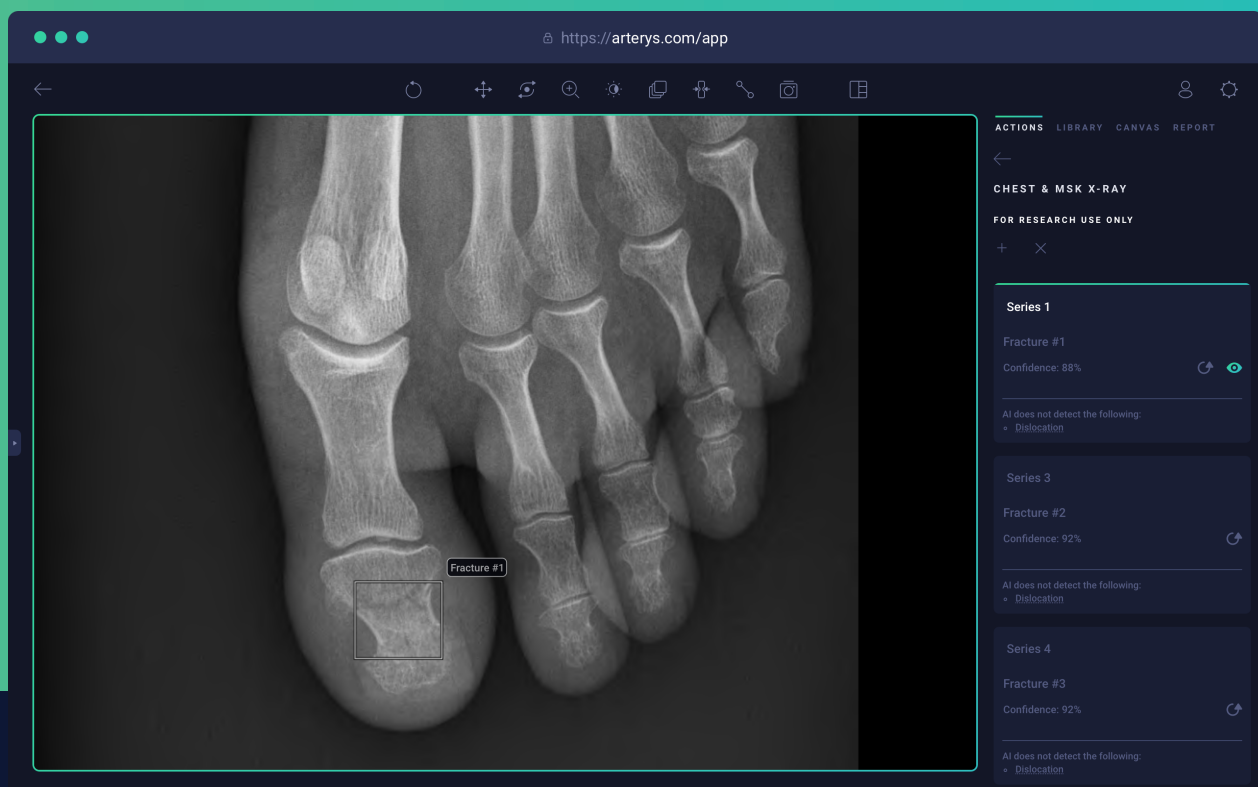 https://arterys.com/app
ACTIONS LIBRARY CANVAS REPORT
CHEST & MSK X-RAY
FOR RESEARCH USE ONLY
Series 1
Fracture #1
Confidence: 88%
AI does not detect the following:
Dislocation
Series 3
Fracture #2
Confidence: 92%
AI does not detect the following:
Dislocation
Series 4
Fracture #3
Confidence: 92%
AI does not detect the following:
Dislocation
Fracture #1